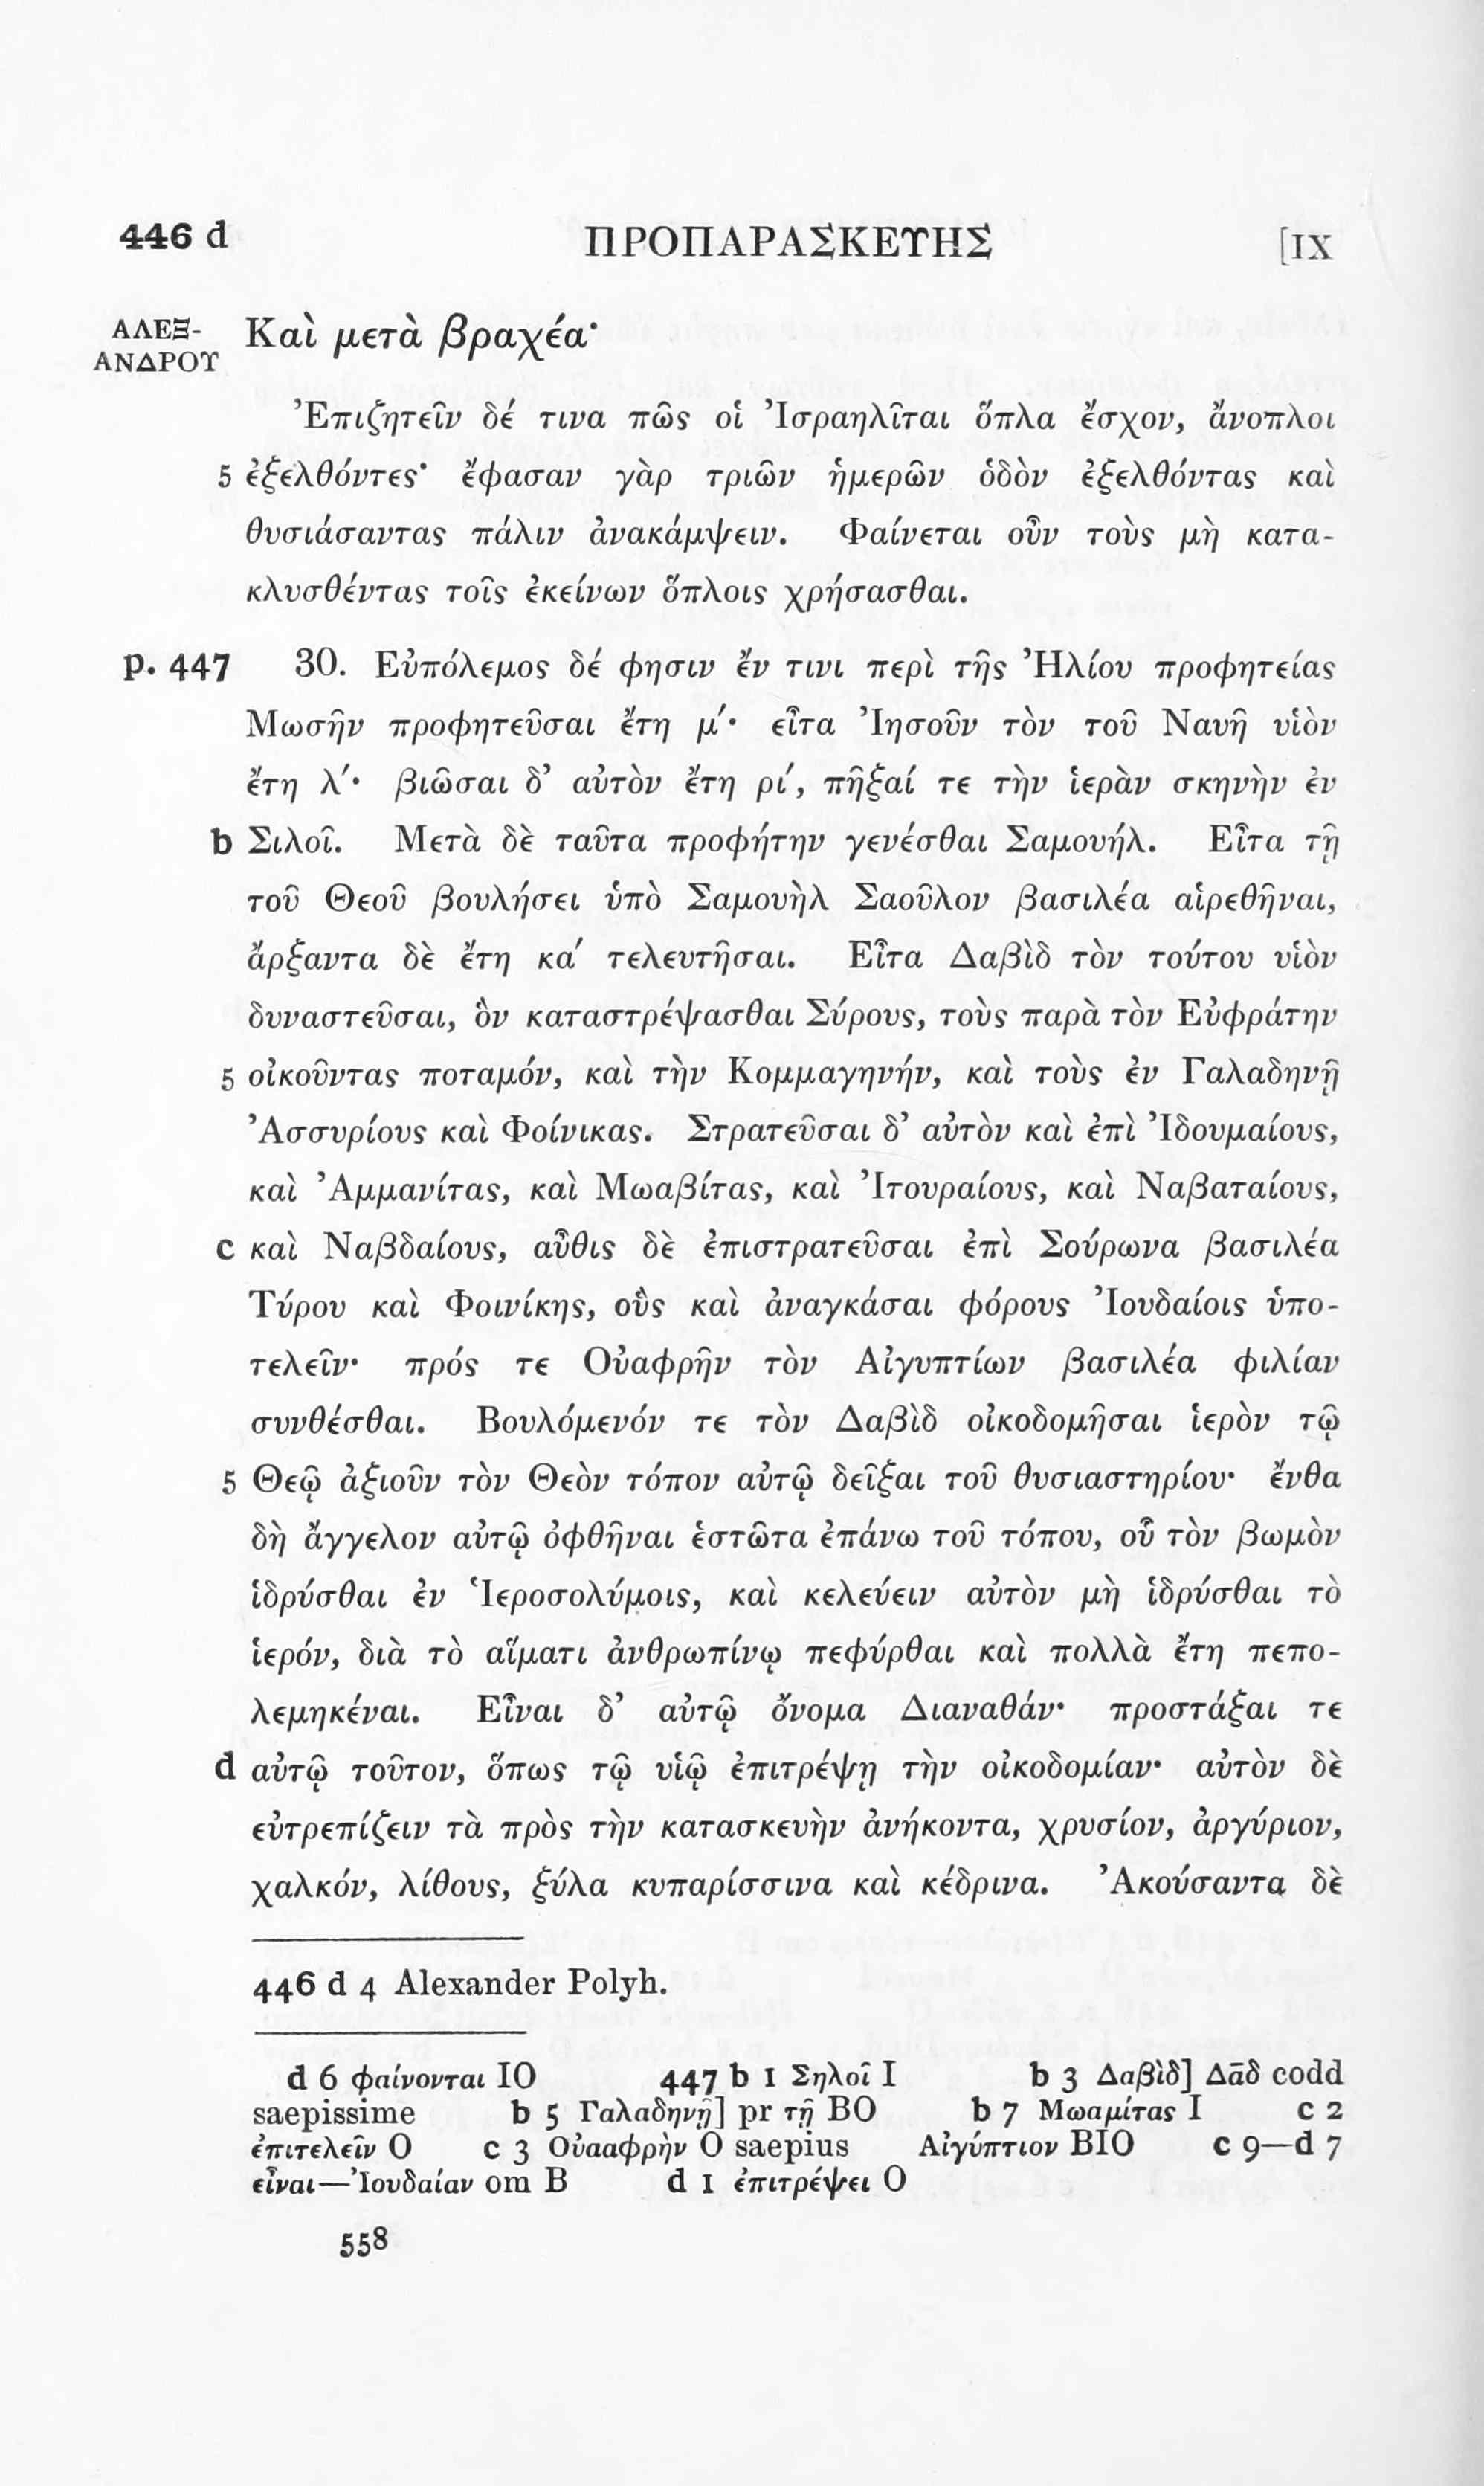 446 d ΠΡΟΠΑΡΑΣΚΕΥΗΣ [IX
ΑΛΕΞ-
ΑΝΔΡΟΥ
Καὶ μετὰ βραχέα·
Ἐπιζητεῖν δέ τινα πῶς οἱ Ἰσραηλῖται ὅπλα ἔσχον, ἄνοπλοι
5 ἐξελθόντες· ἔφασαν γὰρ τριῶν ἡμερῶν ὁδὸν ἐξελθόντας καὶ
θυσιάσαντας πάλιν ἀνακάμψειν. Φαίνεται οὖν τοὺς μὴ κατα-
κλυσθέντας τοῖς ἐκείνων ὅπλοις χρήσασθαι.
p. 447 30. Εὐπόλεμος δέ φησιν ἔν τινι περὶ τῆς Ἠλίου προφητείας
Μωσῆν προφητεῦσαι ἔτη μ´· εἶτα Ἰησοῦν τὸν τοῦ Ναυῆ υἱὸν
ἔτη λ´· βιῶσαι δ’ αὐτὸν ἔτη ρί, πῆξαί τε τὴν ἱερὰν σκηνὴν ἐν
b Σιλοῖ. Μετὰ δὲ ταῦτα προφήτην γενέσθαι Σαμουήλ. Εἶτα τῇ
τοῦ Θεοῦ βουλήσει ὑπὸ Σαμουὴλ Σαοῦλον βασιλέα αἱρεθῆναι,
ἄρξαντα δὲ ἔτη κα´ τελευτῆσαι. Εἶτα Δαβὶδ τὸν τούτου υἱὸν
δυναστεῦσαι, ὃν καταστρέψασθαι Σύρους, τοὺς παρὰ τὸν Εὐφράτην
5 οἰκοῦντας ποταμόν, καὶ τὴν Κομμαγηνήν, καὶ τοὺς ἐν Γαλαδηνῇ
Ἀσσυρίους καὶ Φοίνικας. Στρατεῦσαι δ’ αὐτὸν καὶ ἐπὶ Ἰδουμαίους,
καὶ Ἀμμανίτας, καὶ Μωαβίτας, καὶ Ἰτουραίους, καὶ Ναβαταίους,
c καὶ Ναβδαίους, αὖθις δὲ ἐπιστρατεῦσαι ἐπὶ Σούρωνα βασιλέα
Τύρου καὶ Φοινίκης, οὓς καὶ ἀναγκάσαι φόρους Ἰουδαίοις ὑπο-
τελεῖν· πρός τε Οὐαφρῆν τὸν Αἰγυπτίων βασιλέα φιλίαν
συνθέσθαι. Βουλόμενόν τε τὸν Δαβὶδ οἰκοδομῆσαι ἱερὸν τῷ
5 Θεῷ ἀξιοῦν τὸν Θεὸν τόπον αὐτῷ δεῖξαι τοῦ θυσιαστηρίου· ἔνθα
δὴ ἄγγελον αὐτῷ ὀφθῆναι ἑστῶτα ἐπάνω τοῦ τόπου, οὗ τὸν βωμὸν
ἱδρύσθαι ἐν Ἱεροσολύμοις, καὶ κελεύειν αὐτὸν μὴ ἱδρύσθαι τὸ
ἱερόν, διὰ τὸ αἵματι ἀνθρωπίνῳ πεφύρθαι καὶ πολλὰ ἔτη πεπο-
λεμηκέναι. Εἶναι δ’ αὐτῷ ὄνομα Διαναθάν· προστάξαι τε
d αὐτῷ τοῦτον, ὅπως τῷ υἱῷ ἐπιτρέψῃ τὴν οἰκοδομίαν· αὐτὸν δὲ
εὐτρεπίζειν τὰ πρὸς τὴν κατασκευὴν ἀνήκοντα, χρυσίον, ἀργύριον,
χαλκόν, λίθους, ξύλα κυπαρίσσινα καὶ κέδρινα. Ἀκούσαντα δὲ
446 d 4 Alexander Polyh.
d 6 φαίνονται IO 447 b 1 Σηλοῖ I b 3 Δαβὶδ] Δᾱδ codd
saepissime b 5 Γαλαδηνῇ] pr τῇ BO b 7 Μωαμίτας I c 2
ἐπιτελεῖν O c 3 Οὐααφρὴν O saepius Αἰγύπτιον BIO c 9—d 7
εἶναι—Ἰουδαίαν om B d 1 ἐπιτρέψει O
558